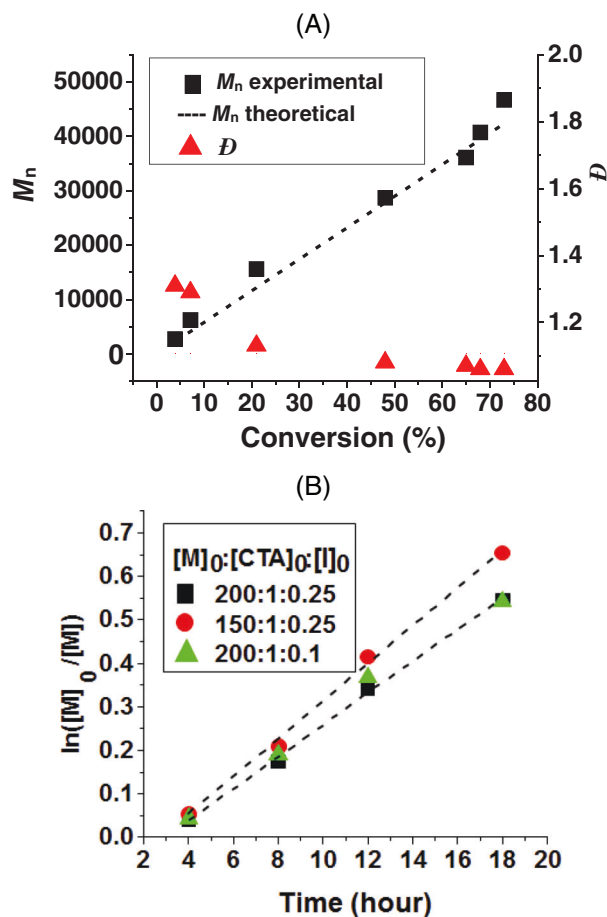 (A)
50000
40000
30000
20000
10000
0
Mn
Mn experimental
Mn theoretical
Đ
2.0
1.8
1.6
1.4
1.2
Đ
0 10 20 30 40 50 60 70 80
Conversion (%)
(B)
0.7
0.6
0.5
0.4
0.3
0.2
0.1
0.0
ln([M]0/[M])
[M]0:[CTA]0:[I]0
200:1:0.25
150:1:0.25
200:1:0.1
2 4 6 8 10 12 14 16 18 20
Time (hour)